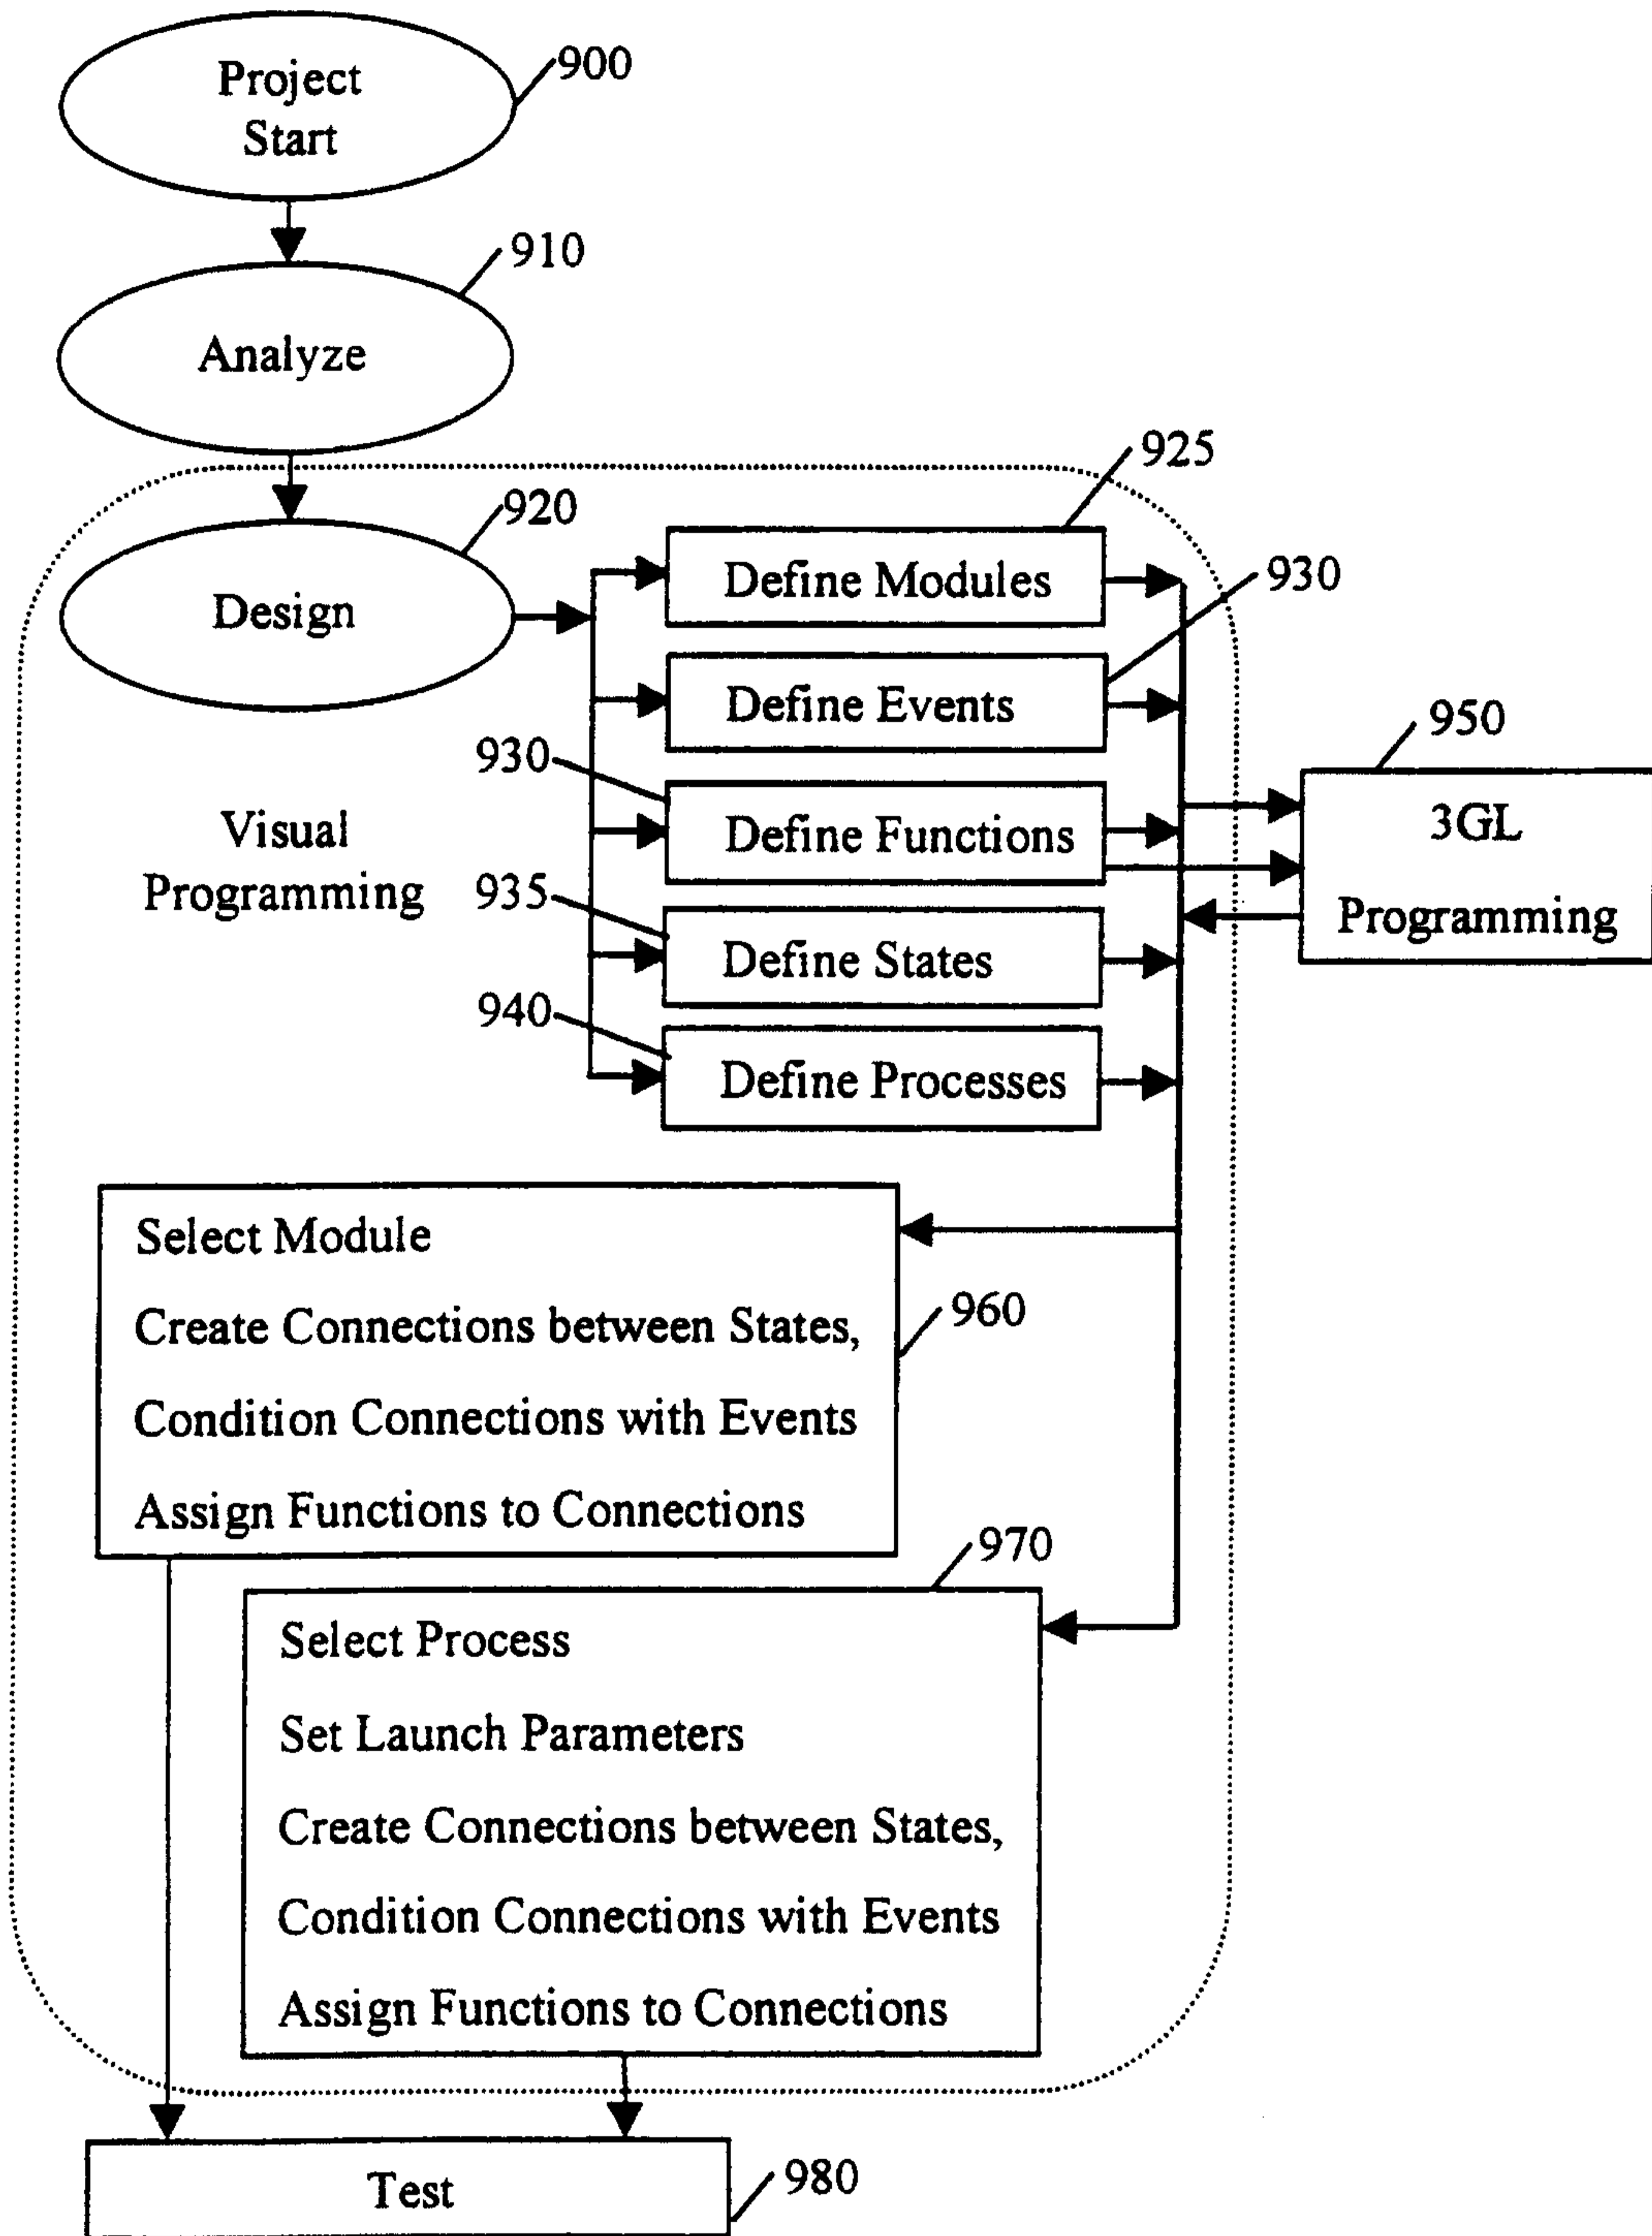 Project
Start
900
910
Analyze
925
920
Design
Define Modules
930
Define Events
950
930
Define Functions
3GL
Programming
Visual
Programming
935
Define States
940
Define Processes
Select Module
Create Connections between States,
960
Condition Connections with Events
Assign Functions to Connections
970
Select Process
Set Launch Parameters
Create Connections between States,
Condition Connections with Events
Assign Functions to Connections
Test
980